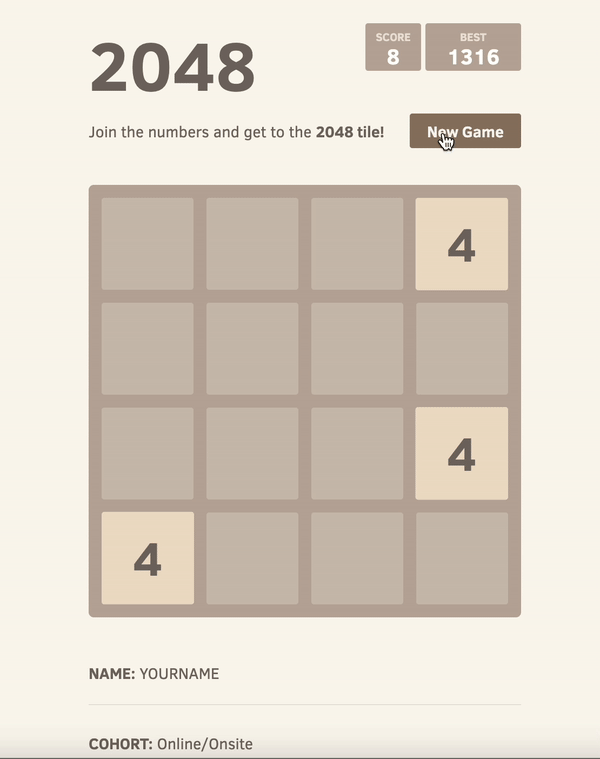 2048
SCORE
8
BEST
1316
Join the numbers and get to the 2048 tile!
New Game
4
4
4
NAME: YOURNAME
COHORT: Online/Onsite